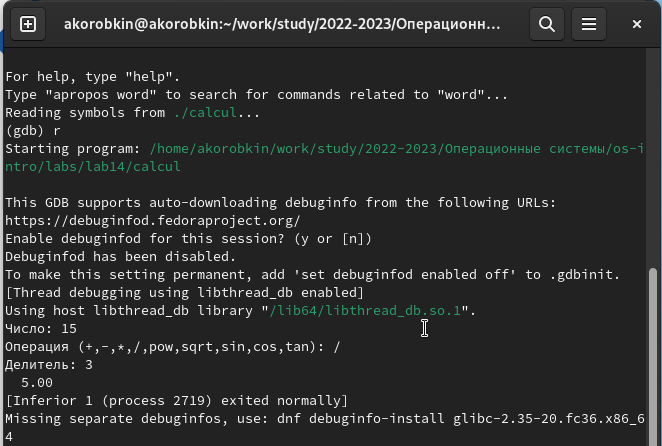 akorobkin@akorobkin:~/work/study/2022-2023/Операционн...
For help, type "help".
Type "apropos word" to search for commands related to "word"...
Reading symbols from ./calcul...
(gdb) r
Starting program: /home/akorobkin/work/study/2022-2023/Операционные системы/os-i
ntro/labs/lab14/calcul
This GDB supports auto-downloading debuginfo from the following URLs:
https://debuginfod.fedoraproject.org/
Enable debuginfod for this session? (y or [n])
Debuginfod has been disabled.
To make this setting permanent, add 'set debuginfod enabled off' to .gdbinit.
[Thread debugging using libthread_db enabled]
Using host libthread_db library "/lib64/libthread_db.so.1".
Число: 15
Операция (+,-,*,/,pow,sqrt,sin,cos,tan): /
Делитель: 3
  5.00
[Inferior 1 (process 2719) exited normally]
Missing separate debuginfos, use: dnf debuginfo-install glibc-2.35-20.fc36.x86_6
4